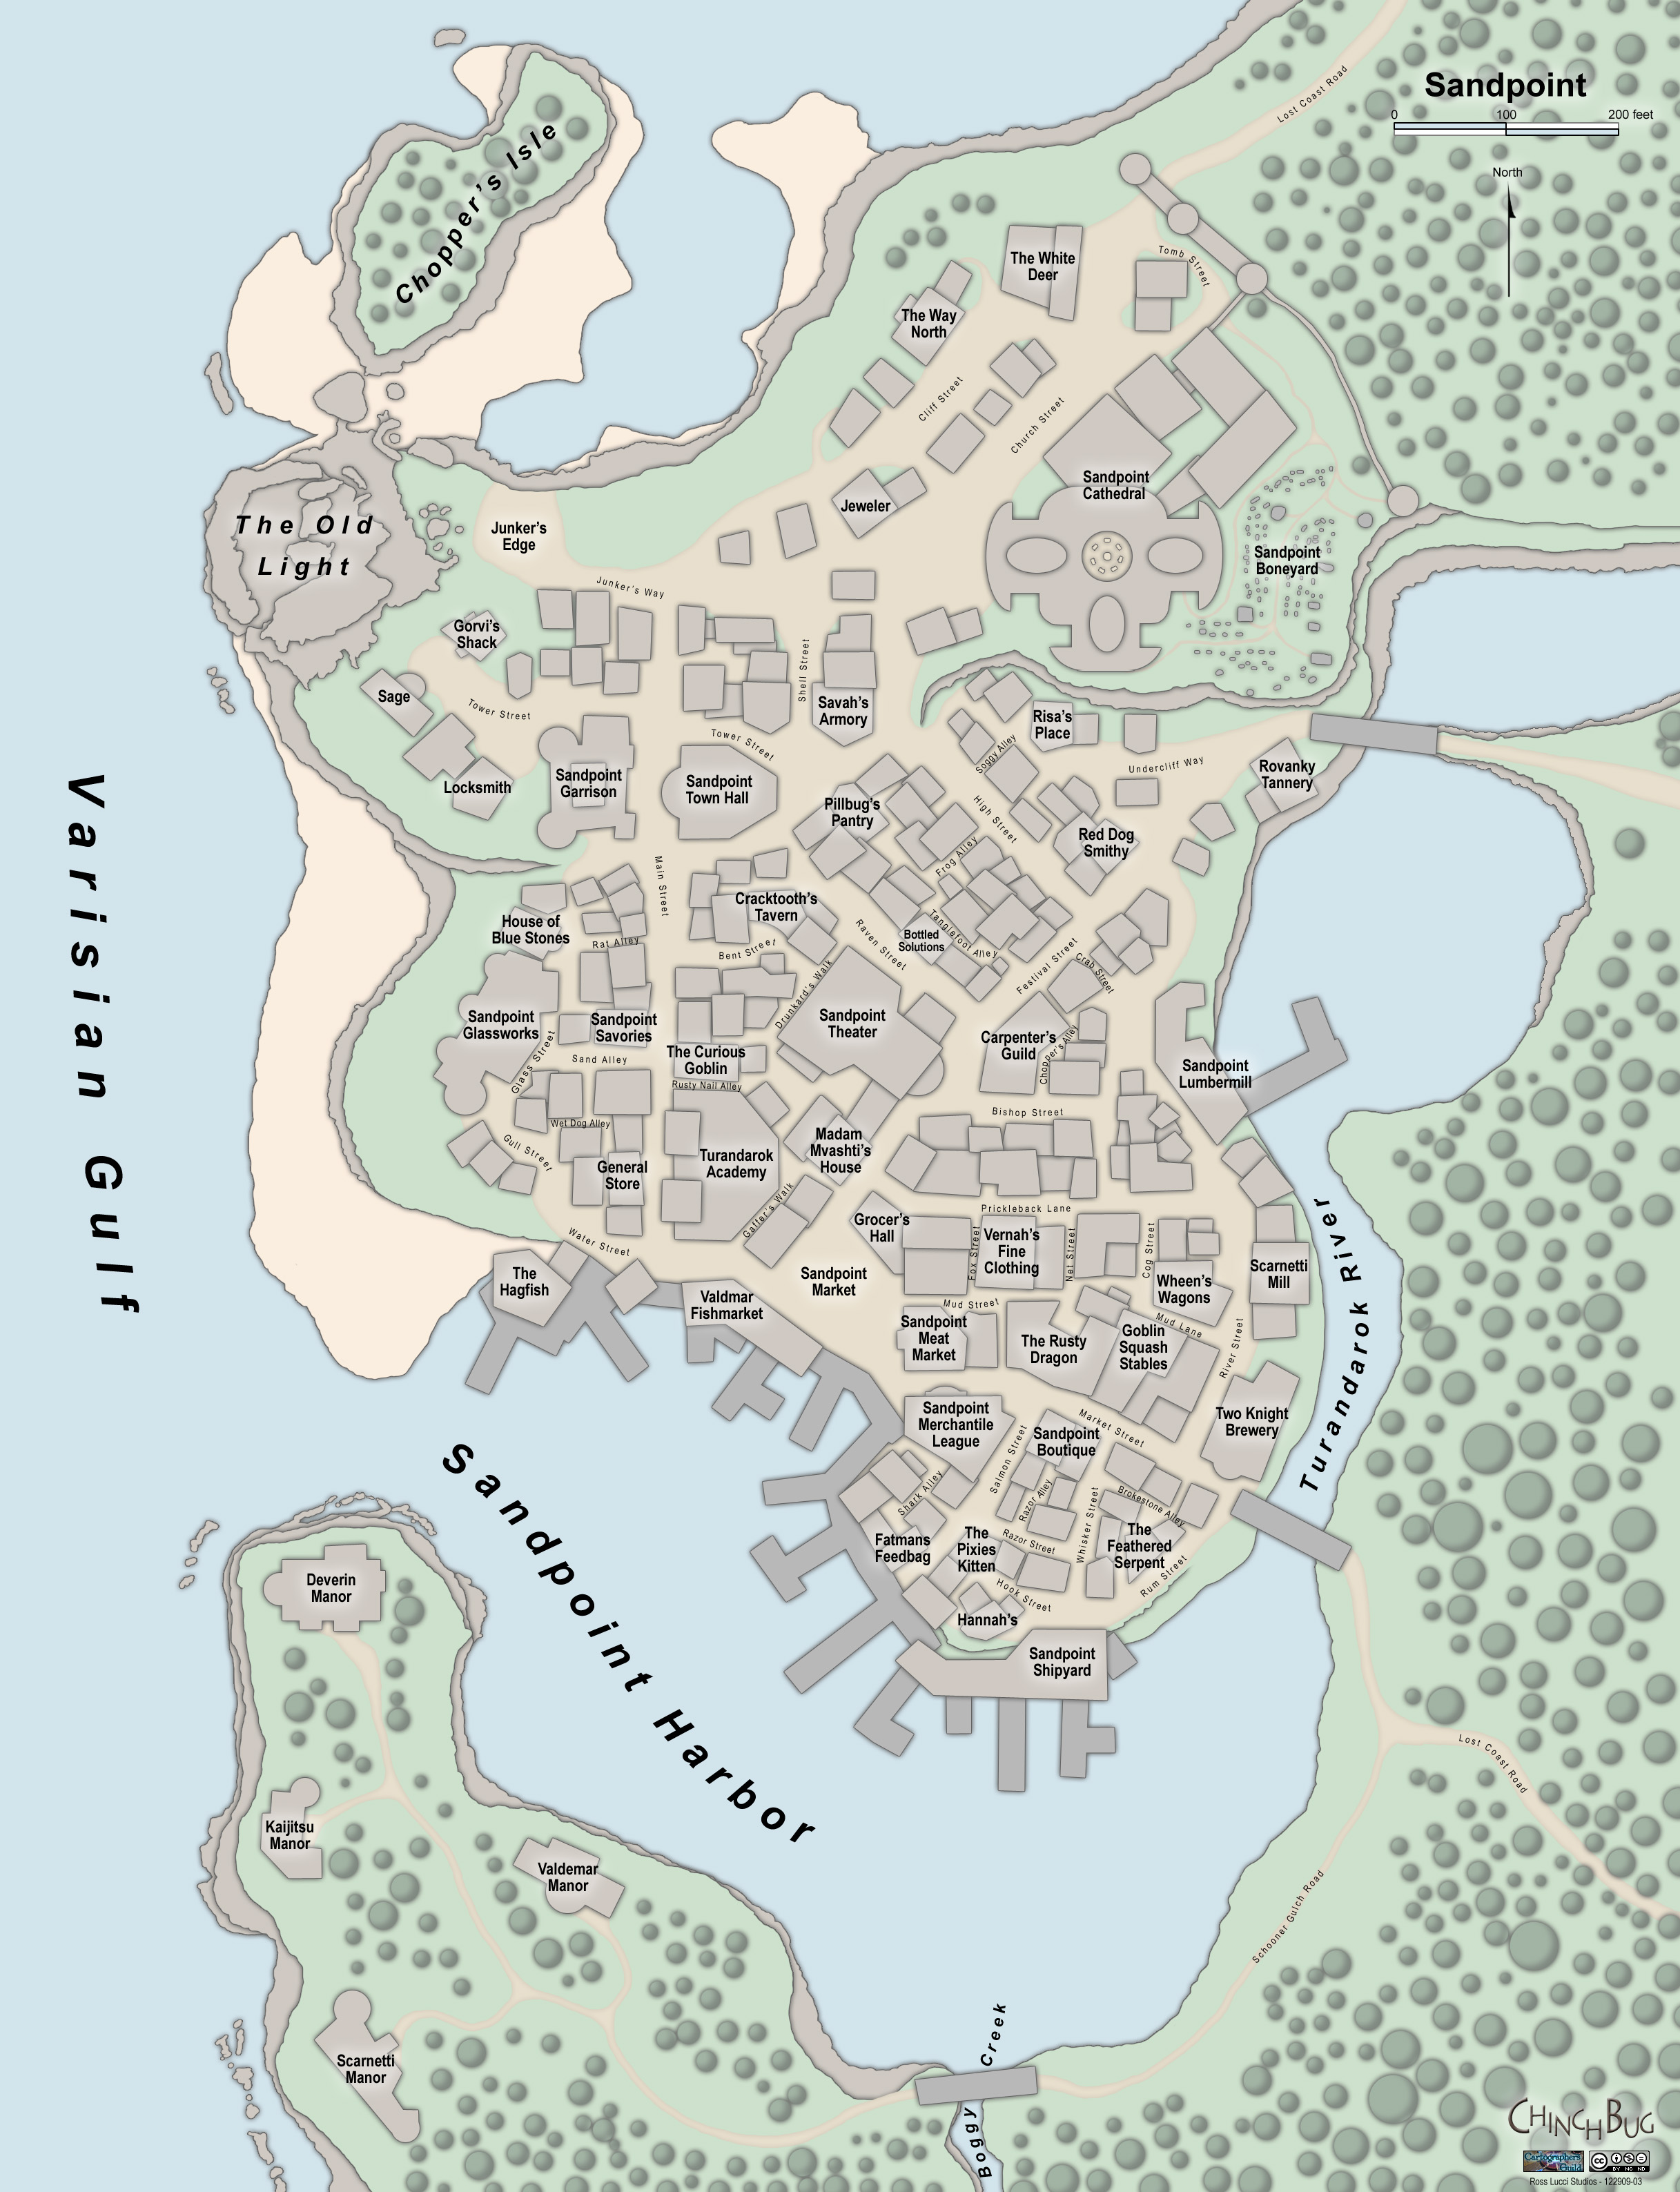 Sandpoint
0 100 200 feet
North
Lost Coast Road
Chopper's Isle
The White
Deer
Tomb Street
The Way
North
Cliff Street
Church Street
Sandpoint
Cathedral
Jeweler
The Old
Light
Junker's
Edge
Sandpoint
Boneyard
Junker's Way
Gorvi's
Shack
Shell Street
Sage
Tower Street
Savah's
Armory
Risa's
Place
Tower Street
Soggy Alley
Undercliff Way
Rovanky
Tannery
Locksmith
Sandpoint
Garrison
Sandpoint
Town Hall
Pillbug's
Pantry
High Street
Red Dog
Smithy
Frog Alley
Varisian Gulf
Main Street
Cracktooth's
Tavern
House of
Blue Stones
Rat Alley
Bent Street
Raven Street
Bottled
Solutions
Tanglefoot Alley
Festival Street
Crab Street
Drunkard's Walk
Sandpoint
Glassworks
Sandpoint
Savories
Sandpoint
Theater
Carpenter's
Guild
Chopper's Alley
Sandpoint
Lumbermill
Glass Street
Sand Alley
The Curious
Goblin
Rusty Nail Alley
Wet Dog Alley
Gull Street
Bishop Street
Madam
Mvashti's
House
Turandarok
Academy
General
Store
Gaffer's Walk
Prickleback Lane
Grocer's
Hall
Fox Street
Vernah's
Fine
Clothing
Net Street
Cog Street
Water Street
Scarnetti
Mill
Turandarok River
The
Hagfish
Sandpoint
Market
Wheen's
Wagons
Valdmar
Fishmarket
Mud Street
Mud Lane
Sandpoint
Meat
Market
The Rusty
Dragon
Goblin
Squash
Stables
River Street
Sandpoint
Merchantile
League
Market Street
Two Knight
Brewery
Salmon Street
Sandpoint
Boutique
Shark Alley
Razor Alley
Whisker Street
Brokestone Alley
Fatmans
Feedbag
The
Pixies
Kitten
Razor Street
The
Feathered
Serpent
Rum Street
Hook Street
Hannah's
Sandpoint
Shipyard
Sandpoint Harbor
Deverin
Manor
Lost Coast Road
Kaijitsu
Manor
Valdemar
Manor
Schooner Gulch Road
Scarnetti
Manor
Boggy Creek
CHINCHBUG
Cartographers'
Guild
cc BY NC ND
Ross Lucci Studios - 122909-03